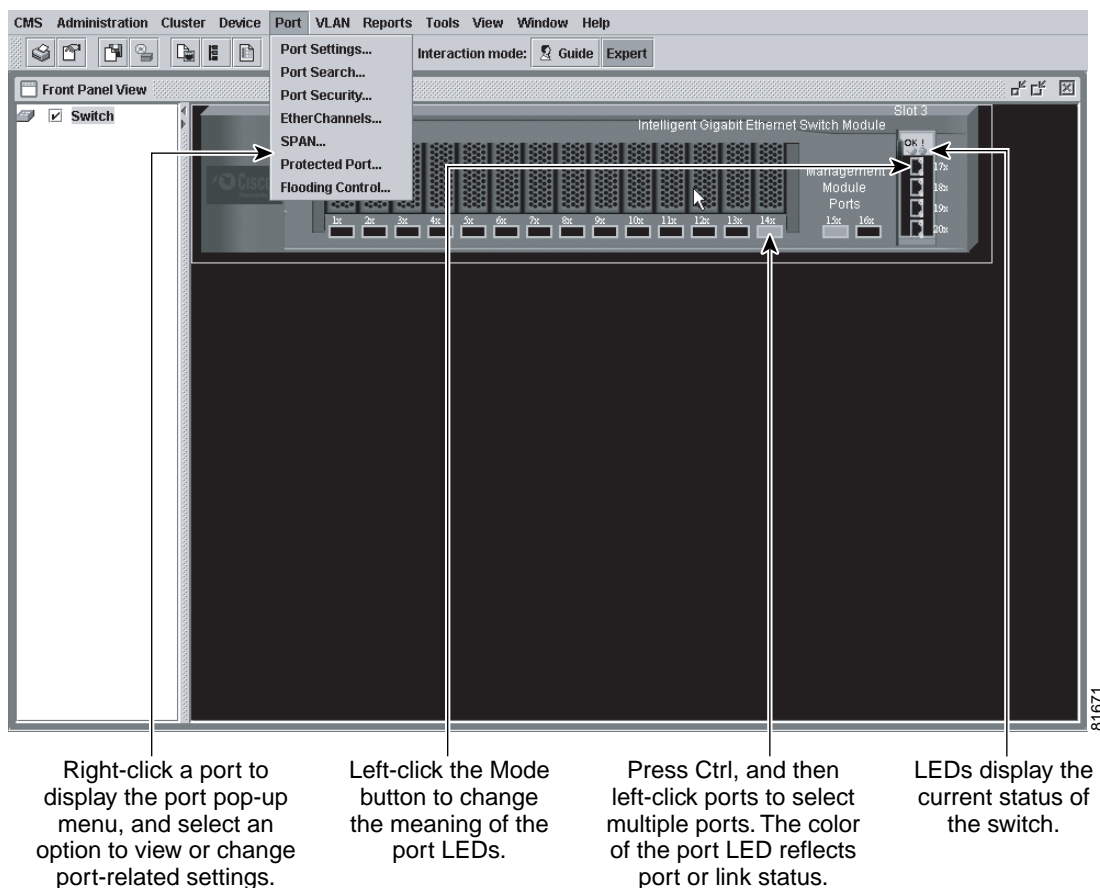 CMS Administration Cluster Device Port VLAN Reports Tools View Window Help
Port Settings...
Port Search...
Port Security...
EtherChannels...
SPAN...
Protected Port...
Flooding Control...
Interaction mode: Guide Expert
Front Panel View
Switch
Slot 3
Intelligent Gigabit Ethernet Switch Module
Cisco
OK !
Management
Module
Ports
17x
18x
19x
20x
1x 2x 3x 4x 5x 6x 7x 8x 9x 10x 11x 12x 13x 14x 15x 16x
81671
Right-click a port to
display the port pop-up
menu, and select an
option to view or change
port-related settings.
Left-click the Mode
button to change
the meaning of the
port LEDs.
Press Ctrl, and then
left-click ports to select
multiple ports. The color
of the port LED reflects
port or link status.
LEDs display the
current status of
the switch.